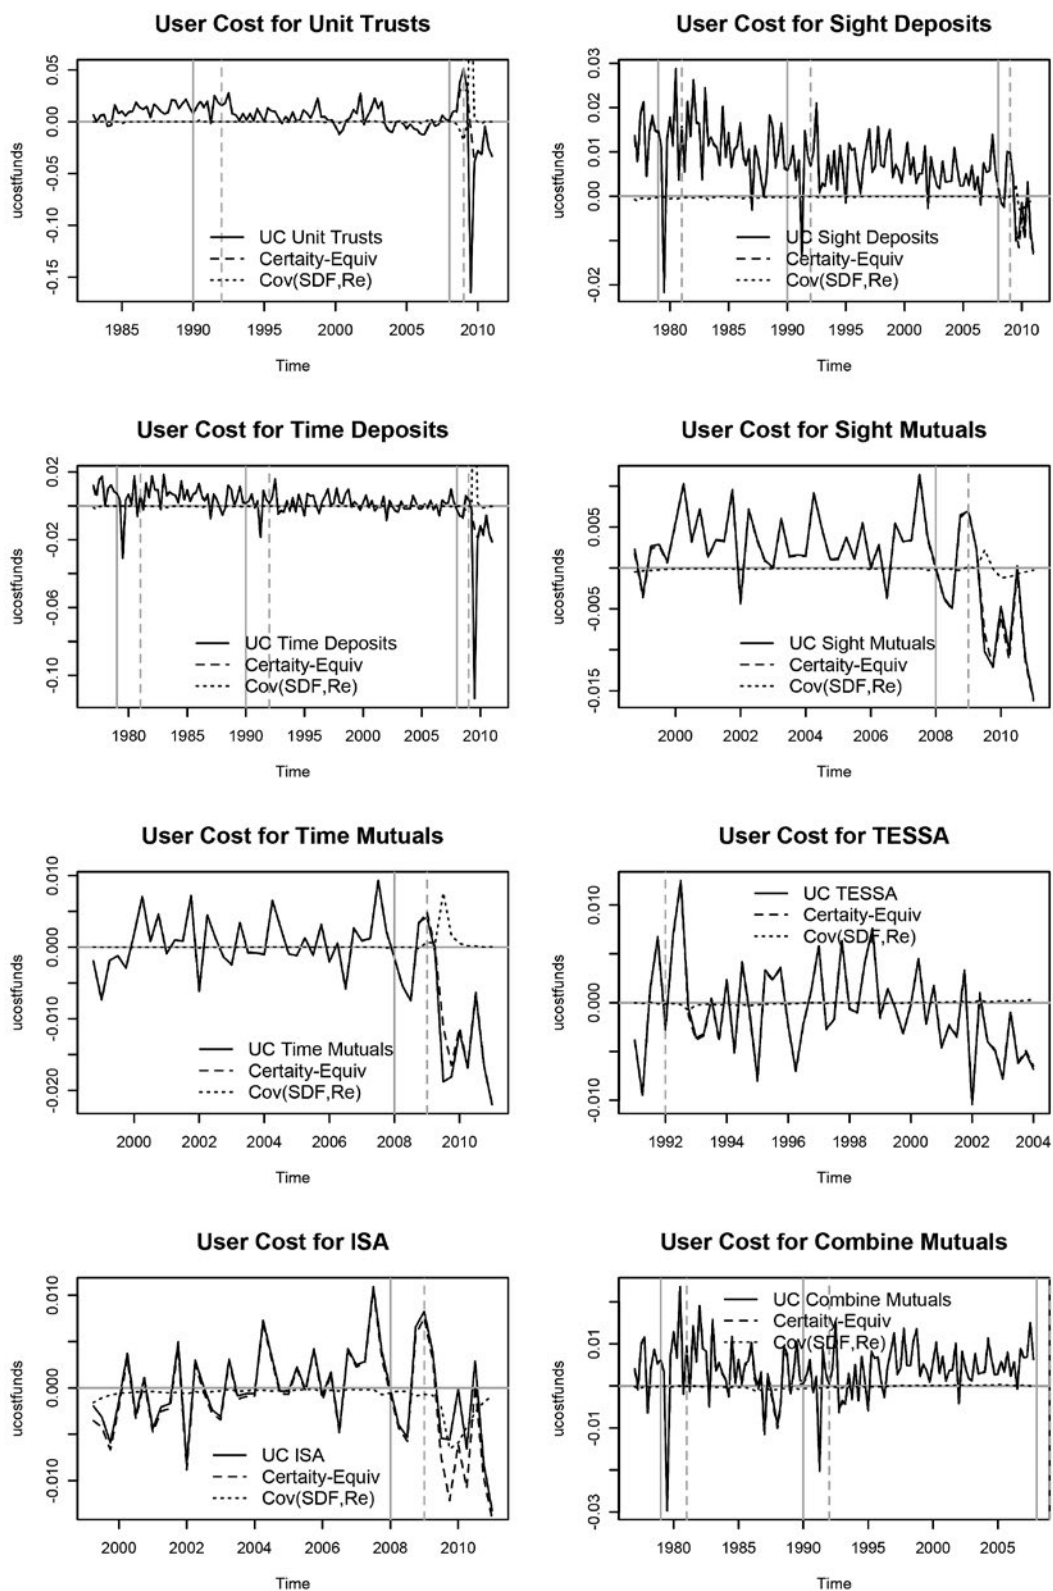 User Cost for Unit Trusts
ucostfunds
0.05
0.00
-0.05
-0.10
-0.15
UC Unit Trusts
Certaity-Equiv
Cov(SDF,Re)
1985 1990 1995 2000 2005 2010
Time
User Cost for Sight Deposits
ucostfunds
0.03
0.02
0.01
0.00
-0.02
UC Sight Deposits
Certaity-Equiv
Cov(SDF,Re)
1980 1985 1990 1995 2000 2005 2010
Time
User Cost for Time Deposits
ucostfunds
0.02
-0.02
-0.06
-0.10
UC Time Deposits
Certaity-Equiv
Cov(SDF,Re)
1980 1985 1990 1995 2000 2005 2010
Time
User Cost for Sight Mutuals
ucostfunds
0.005
-0.005
-0.015
UC Sight Mutuals
Certaity-Equiv
Cov(SDF,Re)
2000 2002 2004 2006 2008 2010
Time
User Cost for Time Mutuals
ucostfunds
0.010
0.000
-0.010
-0.020
UC Time Mutuals
Certaity-Equiv
Cov(SDF,Re)
2000 2002 2004 2006 2008 2010
Time
User Cost for TESSA
ucostfunds
0.010
0.000
-0.010
UC TESSA
Certaity-Equiv
Cov(SDF,Re)
1992 1994 1996 1998 2000 2002 2004
Time
User Cost for ISA
ucostfunds
0.010
0.000
-0.010
UC ISA
Certaity-Equiv
Cov(SDF,Re)
2000 2002 2004 2006 2008 2010
Time
User Cost for Combine Mutuals
ucostfunds
0.01
-0.01
-0.03
UC Combine Mutuals
Certaity-Equiv
Cov(SDF,Re)
1980 1985 1990 1995 2000 2005
Time